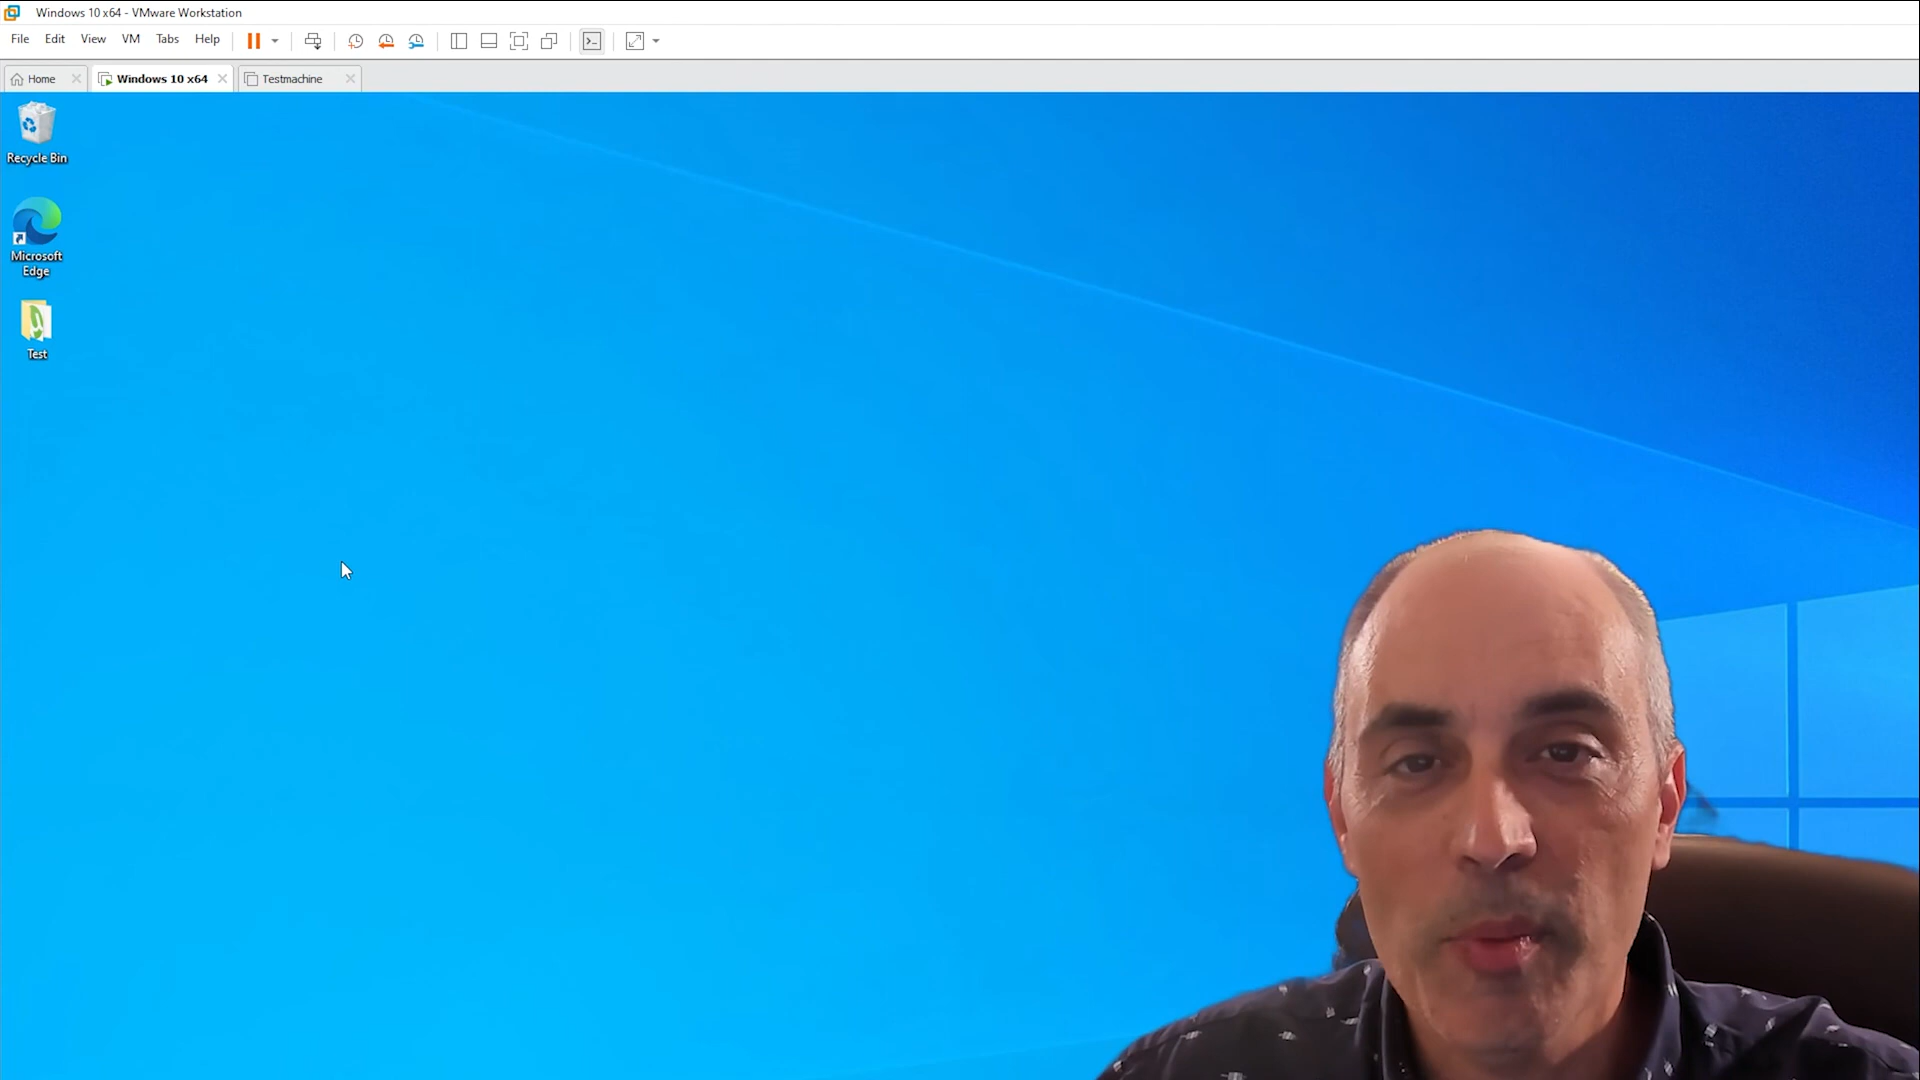 Windows 10 x64 - VMware Workstation
File Edit View VM Tabs Help
Home Windows 10 x64 Testmachine
Recycle Bin
Microsoft
Edge
Test